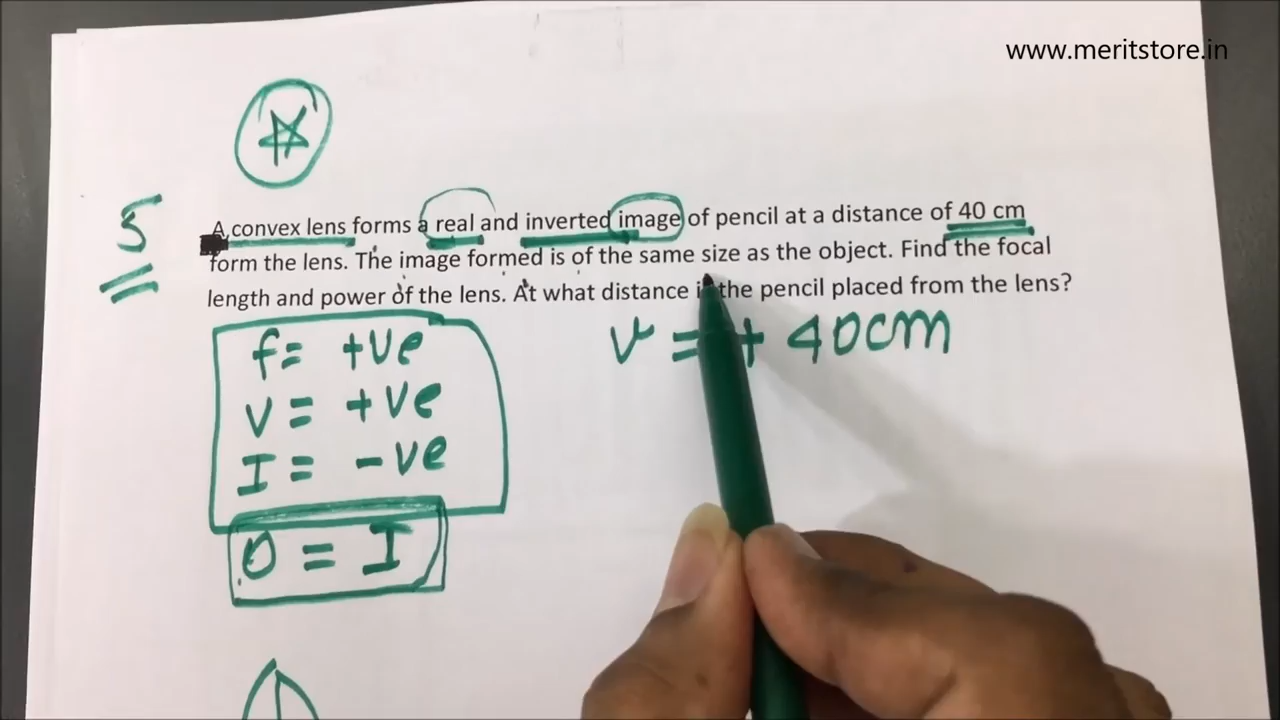 www.meritstore.in
5
A convex lens forms a real and inverted image of pencil at a distance of 40 cm
form the lens. The image formed is of the same size as the object. Find the focal
length and power of the lens. At what distance is the pencil placed from the lens?
f = +ve
v = +ve
I = -ve
O = I
v = + 40cm